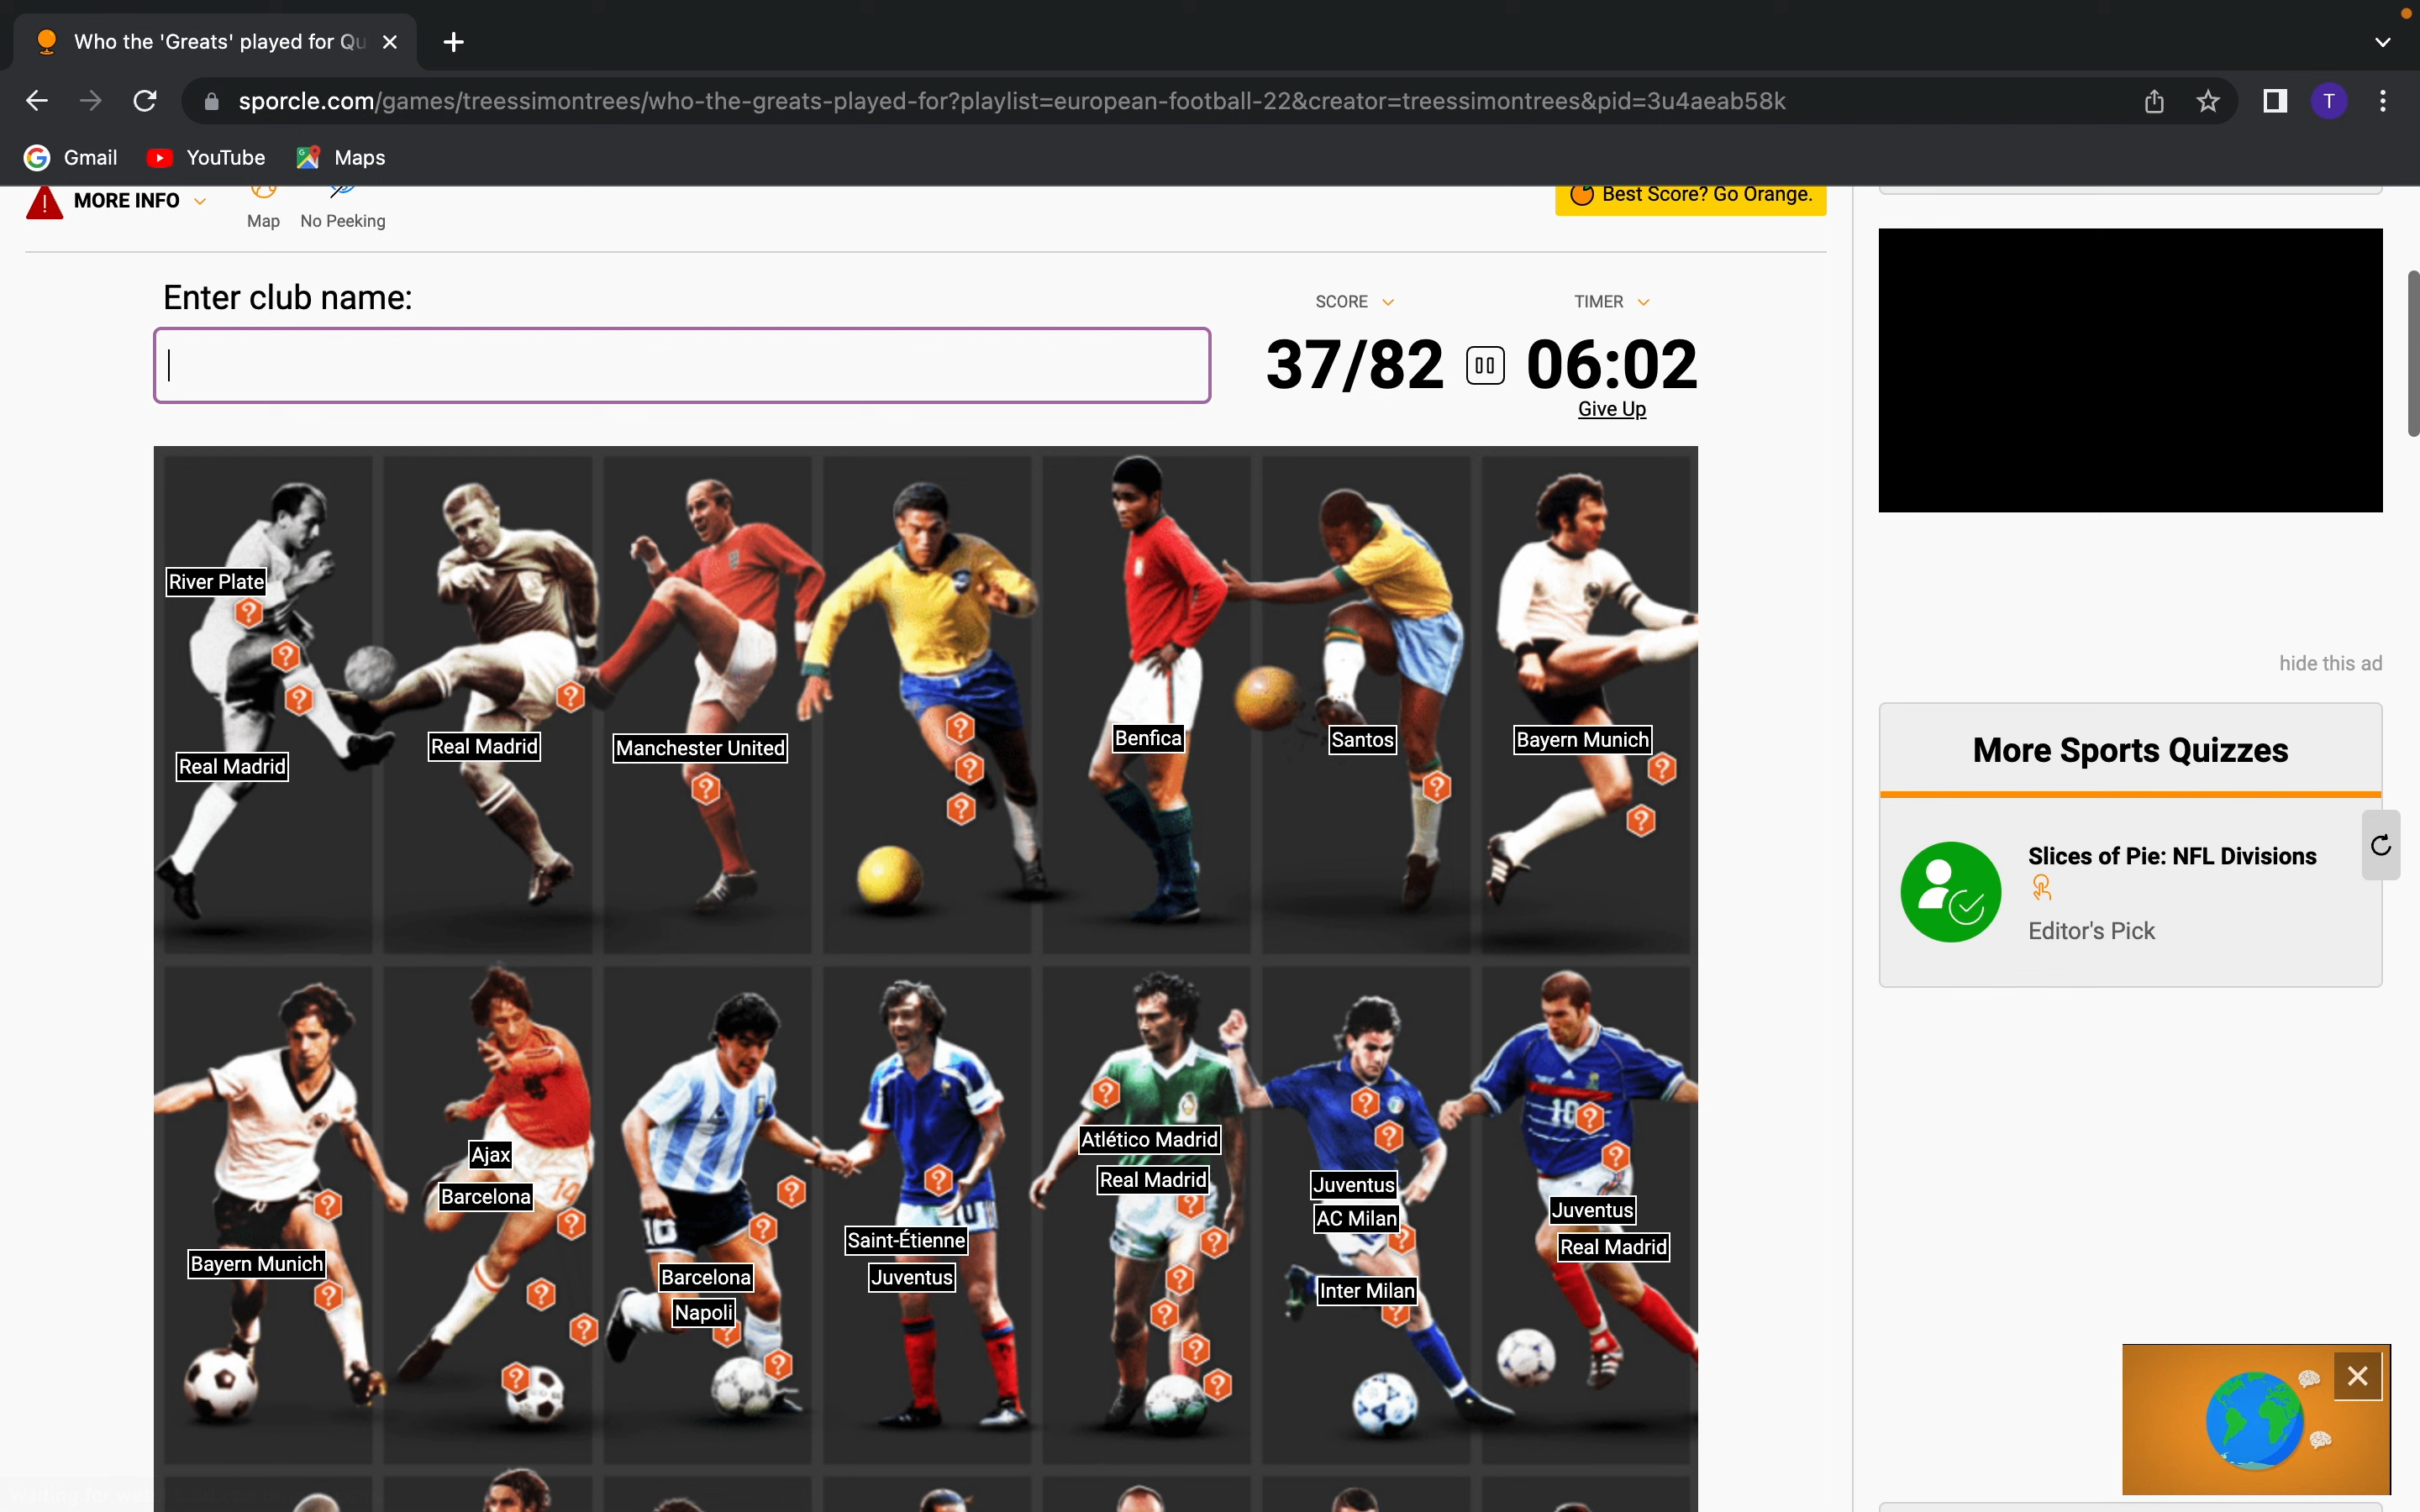 Who the 'Greats' played for Qu
sporcle.com/games/treessimontrees/who-the-greats-played-for?playlist=european-football-22&creator=treessimontrees&pid=3u4aeab58k
T
Gmail
YouTube
Maps
MORE INFO
Map
No Peeking
Best Score? Go Orange.
Enter club name:
SCORE
TIMER
37/82
06:02
Give Up
River Plate
Real Madrid
Real Madrid
Manchester United
Benfica
Santos
Bayern Munich
Bayern Munich
Ajax
Barcelona
Barcelona
Napoli
Saint-Étienne
Juventus
Atlético Madrid
Real Madrid
Juventus
AC Milan
Inter Milan
Juventus
Real Madrid
10
10
14
hide this ad
More Sports Quizzes
Slices of Pie: NFL Divisions
Editor's Pick